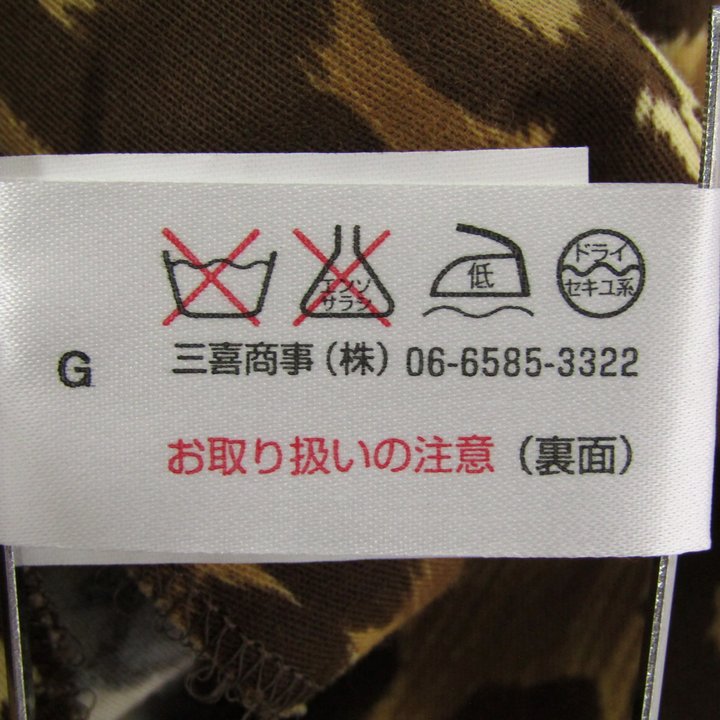 エンソ
サラシ
低
ドライ
セキユ系
G
三喜商事(株) 06-6585-3322
お取り扱いの注意(裏面)